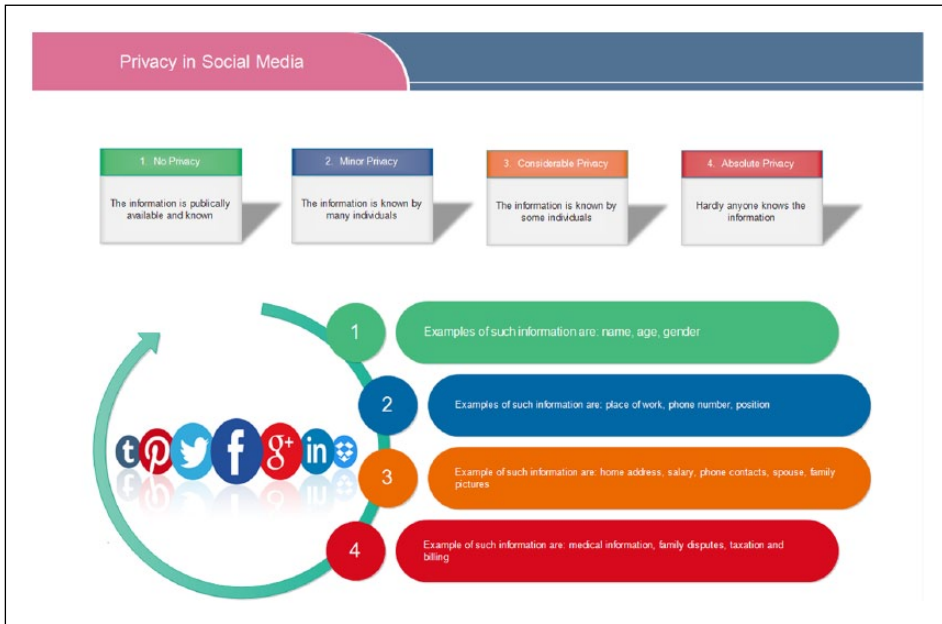 Privacy in Social Media
1. No Privacy
The information is publically
available and known
2. Minor Privacy
The information is known by
many individuals
3. Considerable Privacy
The information is known by
some individuals
4. Absolute Privacy
Hardly anyone knows the
information
1
Examples of such information are: name, age, gender
2
Examples of such information are: place of work, phone number, position
3
Example of such information are: home address, salary, phone contacts, spouse, family
pictures
4
Example of such information are: medical information, family disputes, taxation and
billing
t
f
g+
in